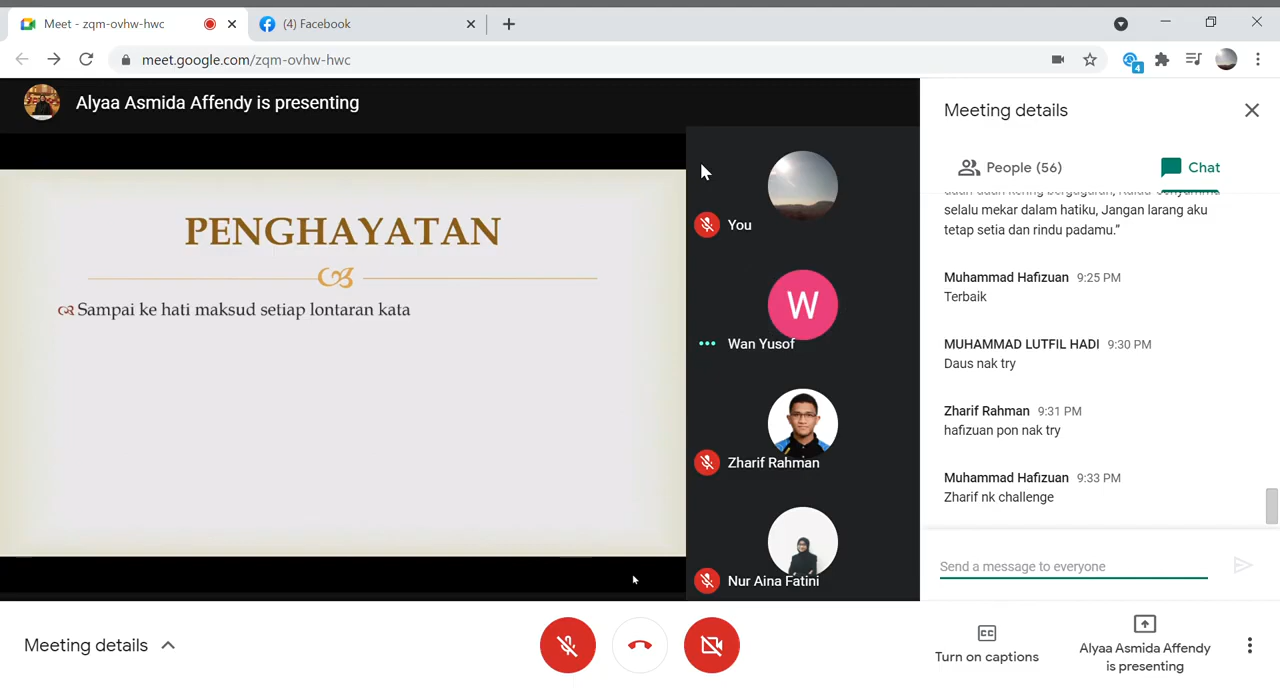 Meet - zqm-ovhw-hwc
(4) Facebook
meet.google.com/zqm-ovhw-hwc
4
Alyaa Asmida Affendy is presenting
PENGHAYATAN
Sampai ke hati maksud setiap lontaran kata
You
W
Wan Yusof
Zharif Rahman
Nur Aina Fatini
Meeting details
People (56)
Chat
selalu mekar dalam hatiku, Jangan larang aku
tetap setia dan rindu padamu."
Muhammad Hafizuan 9:25 PM
Terbaik
MUHAMMAD LUTFIL HADI 9:30 PM
Daus nak try
Zharif Rahman 9:31 PM
hafizuan pon nak try
Muhammad Hafizuan 9:33 PM
Zharif nk challenge
Send a message to everyone
Meeting details
CC
Turn on captions
Alyaa Asmida Affendy
is presenting